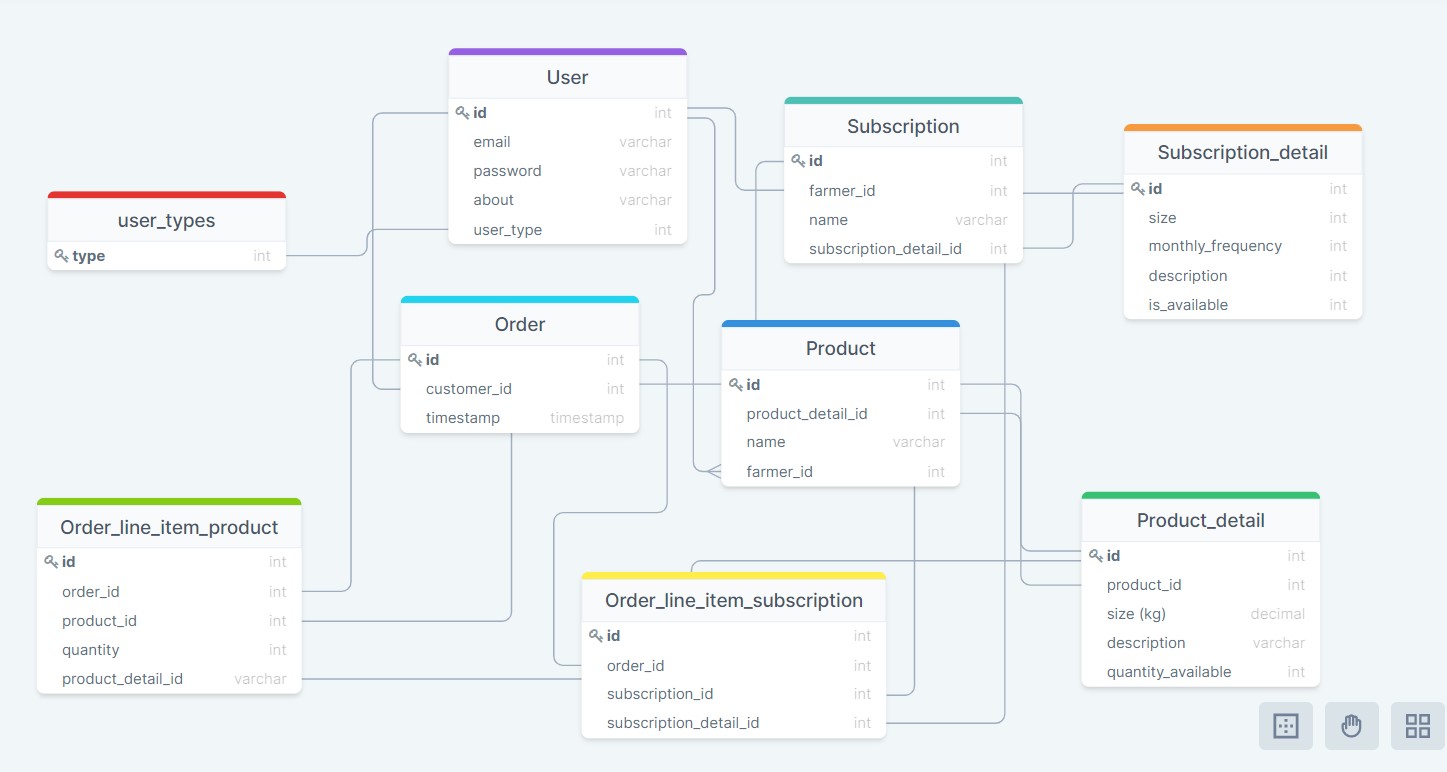 User
id int
email varchar
password varchar
about varchar
user_type int
Subscription
id int
farmer_id int
name varchar
subscription_detail_id int
Subscription_detail
id int
size int
monthly_frequency int
description int
is_available int
user_types
type int
Order
id int
customer_id int
timestamp timestamp
Product
id int
product_detail_id int
name varchar
farmer_id int
Order_line_item_product
id int
order_id int
product_id int
quantity int
product_detail_id varchar
Order_line_item_subscription
id int
order_id int
subscription_id int
subscription_detail_id int
Product_detail
id int
product_id int
size (kg) decimal
description varchar
quantity_available int